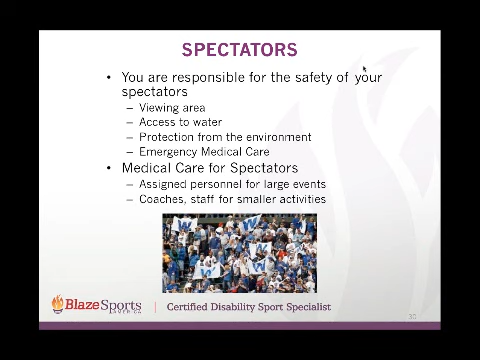 SPECTATORS
• You are responsible for the safety of your
spectators
– Viewing area
– Access to water
– Protection from the environment
– Emergency Medical Care
• Medical Care for Spectators
– Assigned personnel for large events
– Coaches, staff for smaller activities
W W W W W
BlazeSports
AMERICA
Certified Disability Sport Specialist
30